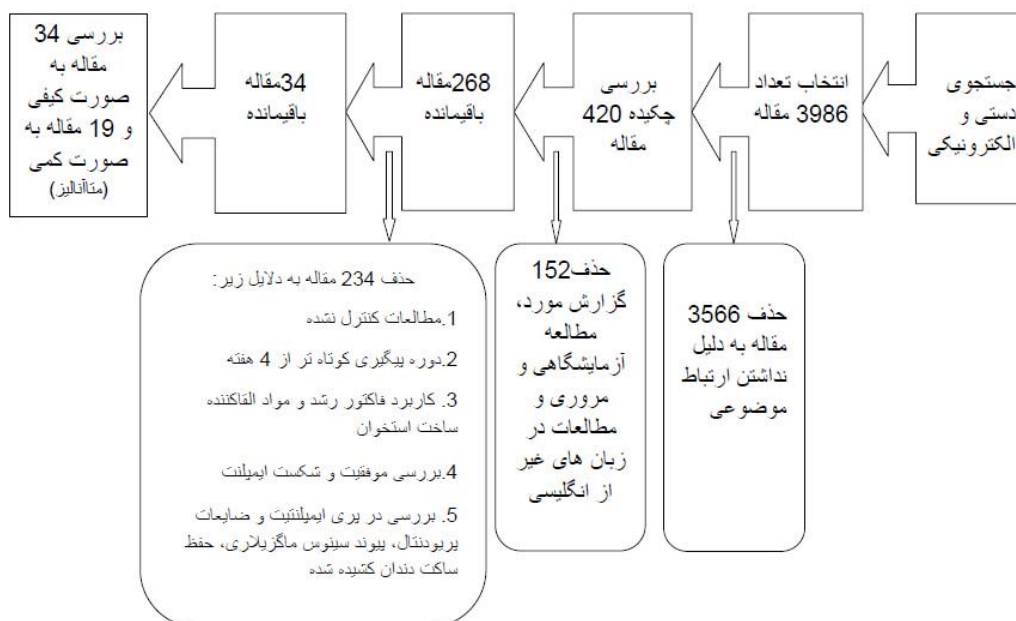 جستجوی
دستی و
الکترونیکی
انتخاب تعداد
3986 مقاله
بررسی
چکیده 420
مقاله
268مقاله
باقیمانده
34مقاله
باقیمانده
بررسی 34
مقاله به
صورت کیفی
و 19 مقاله به
صورت کمی
(متاآنالیز)
حذف 3566
مقاله به دلیل
نداشتن ارتباط
موضوعی
حذف152
گزارش مورد،
مطالعه
آزمایشگاهی و
مروری و
مطالعات در
زبان های غیر
از انگلیسی
حذف 234 مقاله به دلایل زیر:
1.مطالعات کنترل نشده
2.دوره پیگیری کوتاه تر از 4 هفته
3. کاربرد فاکتور رشد و مواد القاکننده
ساخت استخوان
4.بررسی موفقیت و شکست ایمپلنت
5. بررسی در پری ایمپلنتیت و ضایعات
پریودنتال، پیوند سینوس ماگزیلاری، حفظ
ساکت دندان کشیده شده